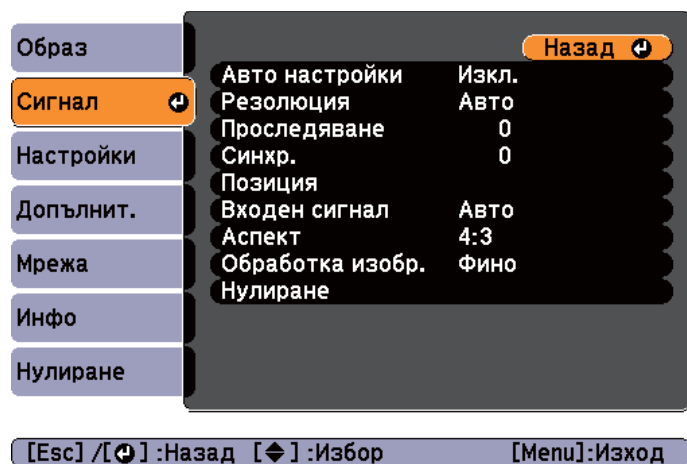 Образ
Сигнал
Настройки
Допълнит.
Мрежа
Инфо
Нулиране
Назад
Авто настройки Изкл.
Резолюция Авто
Проследяване 0
Синхр. 0
Позиция
Входен сигнал Авто
Аспект 4:3
Обработка изобр. Фино
Нулиране
[Esc] /[⏎] :Назад [◆] :Избор [Menu]:Изход